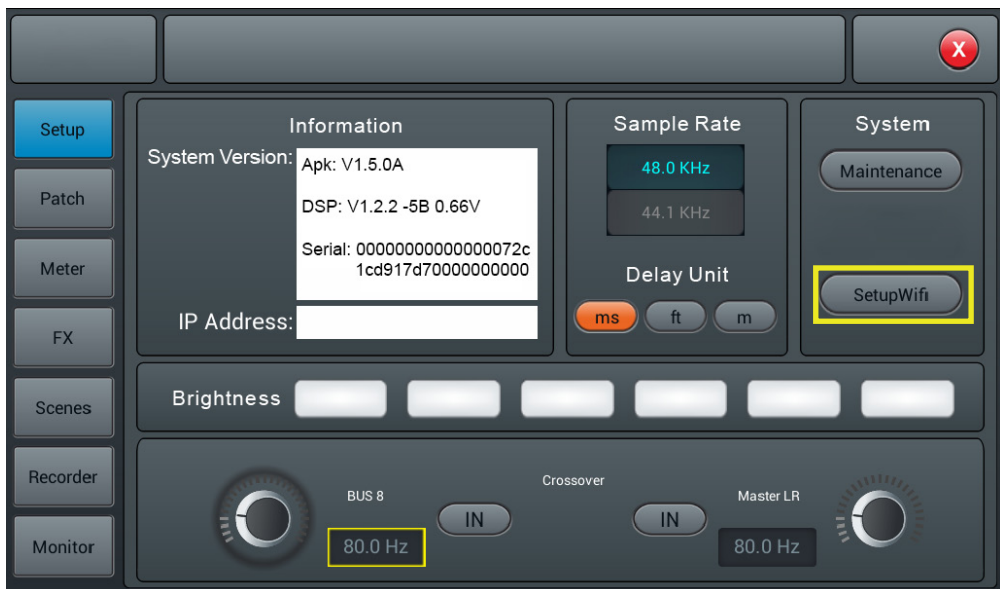 X
Setup
Patch
Meter
FX
Scenes
Recorder
Monitor
Information
System Version:
Apk: V1.5.0A
DSP: V1.2.2 -5B 0.66V
Serial: 00000000000000072c
1cd917d70000000000
IP Address:
Sample Rate
48.0 KHz
44.1 KHz
Delay Unit
ms ft m
System
Maintenance
SetupWifi
Brightness
Crossover
BUS 8
IN
80.0 Hz
Master LR
IN
80.0 Hz